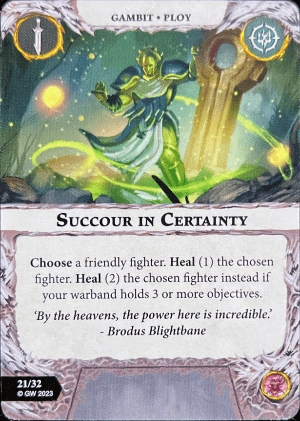 GAMBIT • PLOY
SUCCOUR IN CERTAINTY
Choose a friendly fighter. Heal (1) the chosen
fighter. Heal (2) the chosen fighter instead if
your warband holds 3 or more objectives.
‘By the heavens, the power here is incredible.’
- Brodus Blightbane
21/32
© GW 2023